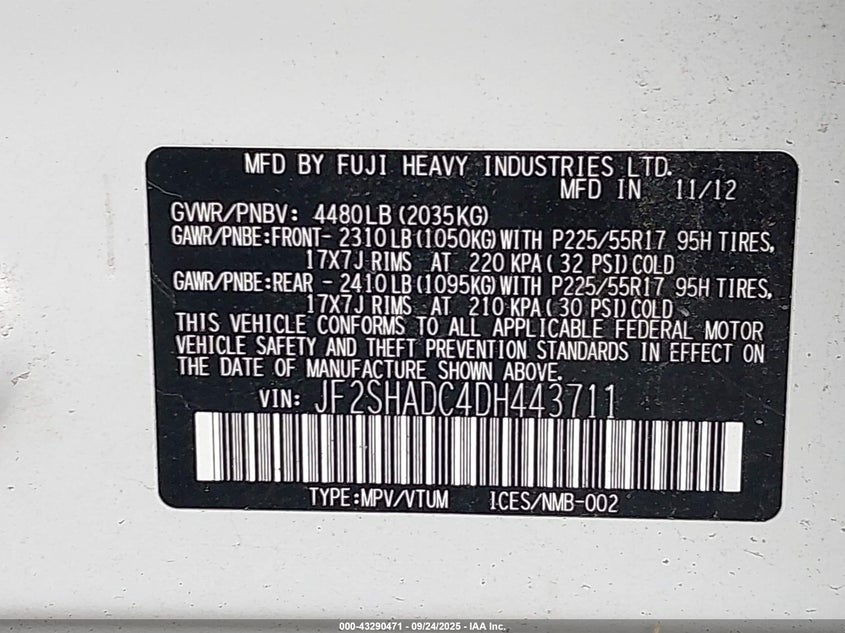 MFD BY FUJI HEAVY INDUSTRIES LTD.
MFD IN 11/12
GVWR/PNBV: 4480LB (2035KG)
GAWR/PNBE:FRONT- 2310LB(1050KG)WITH P225/55R17 95H TIRES,
17X7J RIMS AT 220 KPA( 32 PSI)COLD
GAWR/PNBE:REAR - 2410LB(1095KG)WITH P225/55R17 95H TIRES,
17X7J RIMS AT 210 KPA( 30 PSI)COLD
THIS VEHICLE CONFORMS TO ALL APPLICABLE FEDERAL MOTOR
VEHICLE SAFETY AND THEFT PREVENTION STANDARDS IN EFFECT ON
THE DATE OF MANUFACTURE SHOWN ABOVE.
VIN: JF2SHADC4DH443711
TYPE:MPV/VTUM ICES/NMB-002
000-43290471 - 09/24/2025 - IAA Inc.